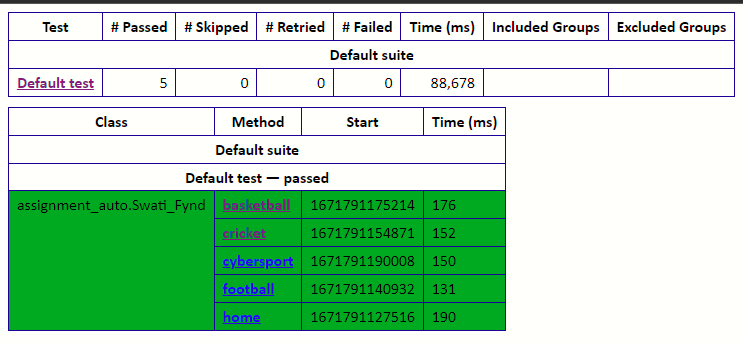 Test # Passed # Skipped # Retried # Failed Time (ms) Included Groups Excluded Groups
Default suite
Default test 5 0 0 0 88,678
Class Method Start Time (ms)
Default suite
Default test — passed
assignment_auto.Swati_Fynd basketball 1671791175214 176
cricket 1671791154871 152
cybersport 1671791190008 150
football 1671791140932 131
home 1671791127516 190